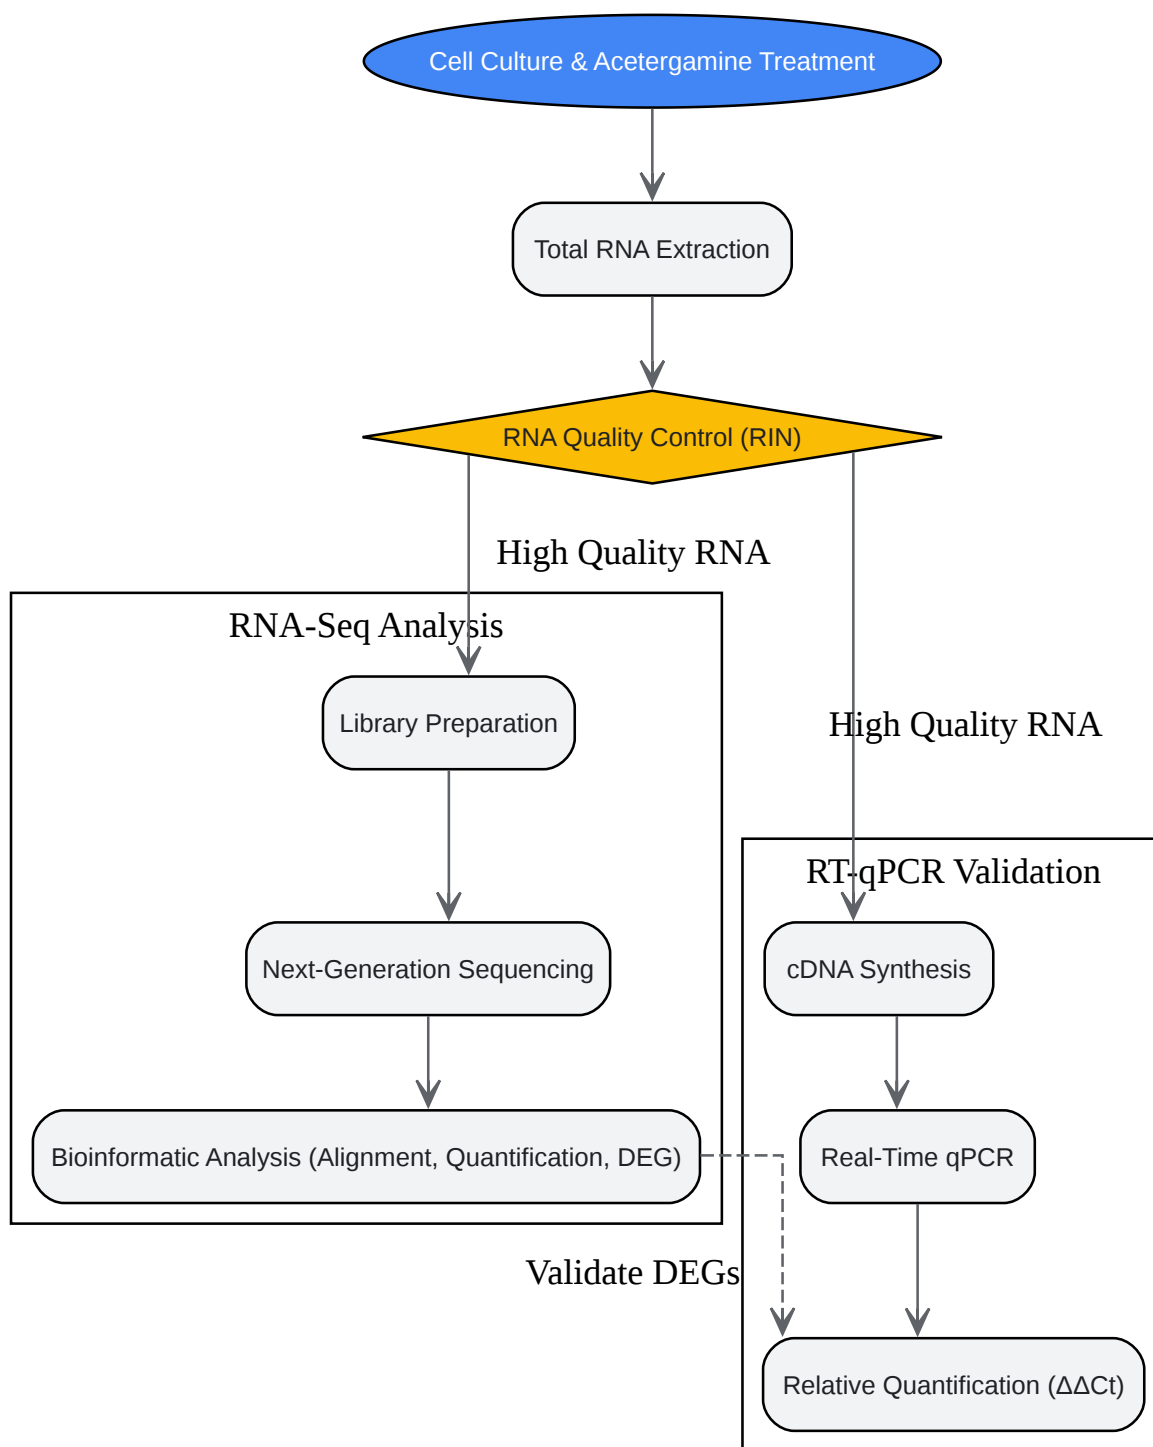 Cell Culture & Acetergamine Treatment
Total RNA Extraction
RNA Quality Control (RIN)
High Quality RNA
RNA-Seq Analysis
Library Preparation
High Quality RNA
RT-qPCR Validation
Next-Generation Sequencing
cDNA Synthesis
Bioinformatic Analysis (Alignment, Quantification, DEG)
Real-Time qPCR
Validate DEGs
Relative Quantification (ΔΔCt)